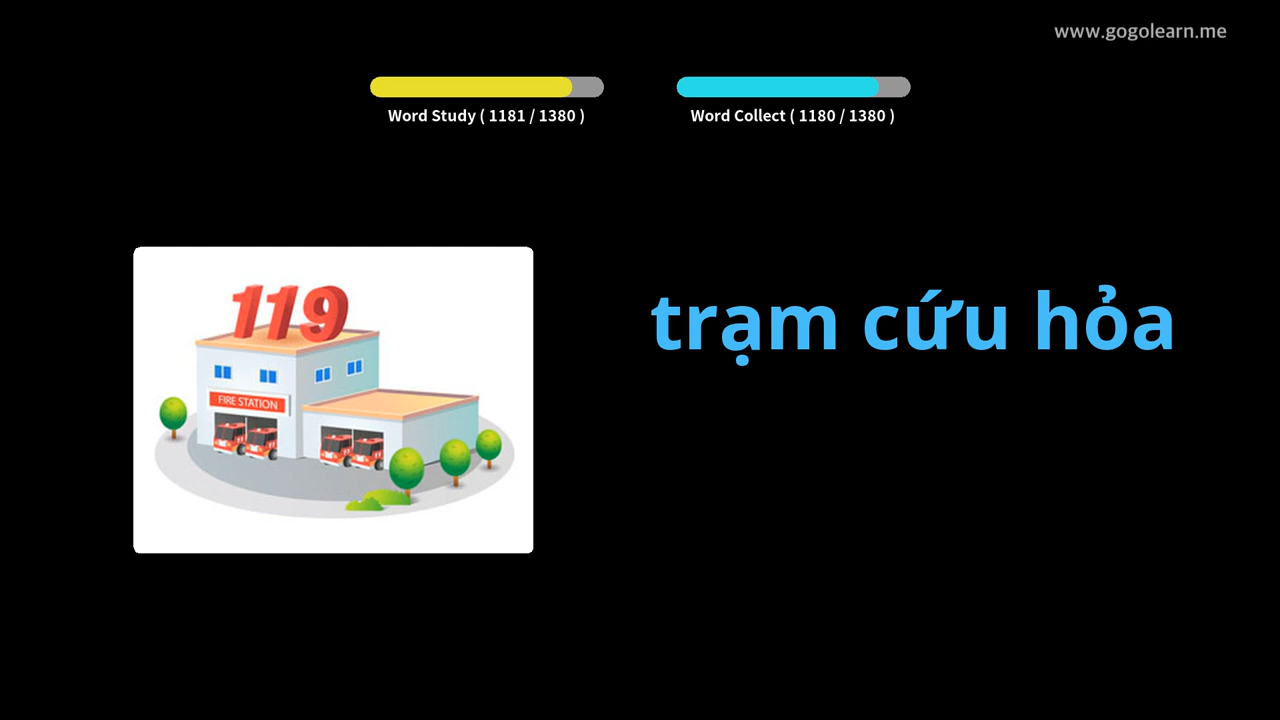 www.gogolearn.me
Word Study ( 1181 / 1380 )
Word Collect ( 1180 / 1380 )
119
FIRE STATION
trạm cứu hỏa